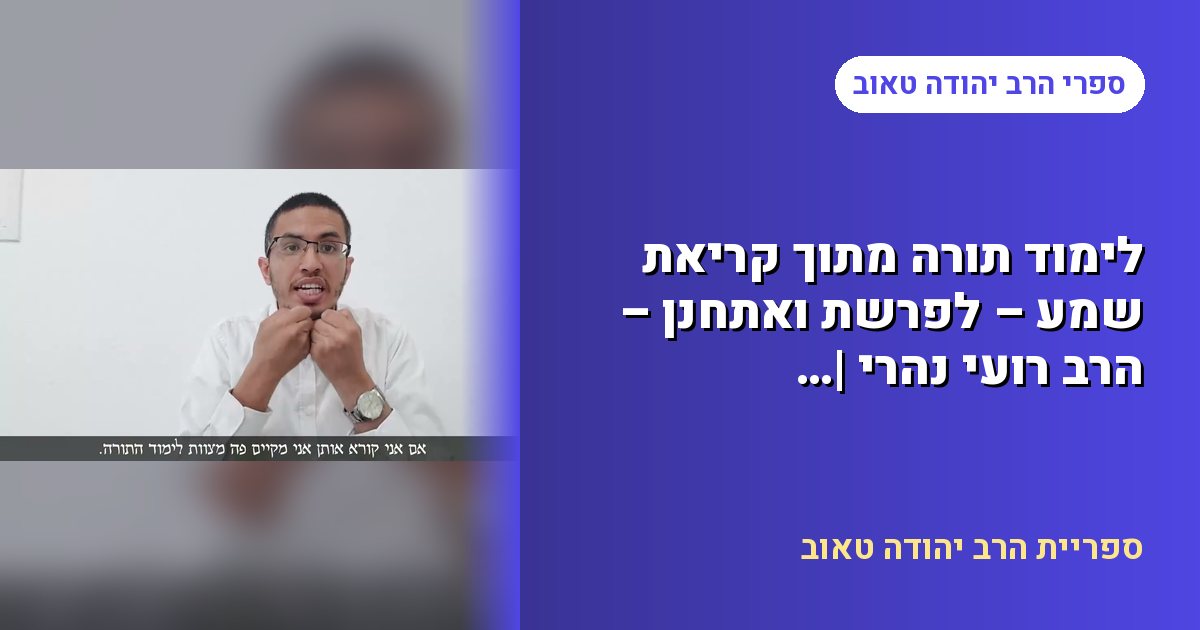 ספרי הרב יהודה טאוב
לימוד תורה מתוך קריאת
שמע – לפרשת ואתחנן –
הרב רועי נהרי |...
ספריית הרב יהודה טאוב
אם אני קורא אותן אני מקיים פה מצוות לימוד התורה.